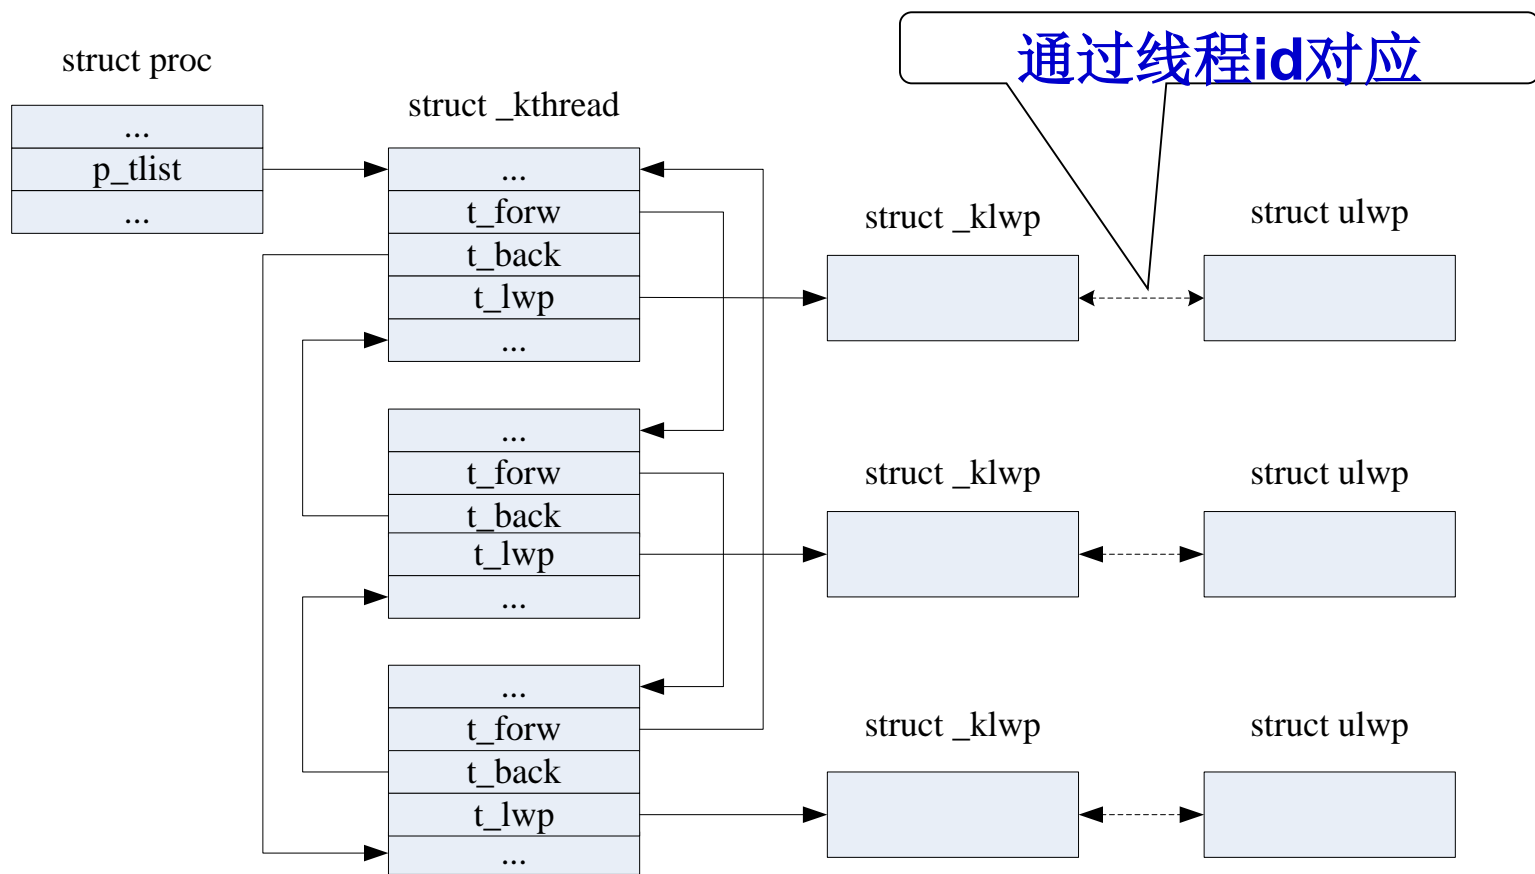 通过线程id对应
struct proc
...
p_tlist
...
struct _kthread
...
t_forw
t_back
t_lwp
...
struct _klwp
struct ulwp
...
t_forw
t_back
t_lwp
...
struct _klwp
struct ulwp
...
t_forw
t_back
t_lwp
...
struct _klwp
struct ulwp